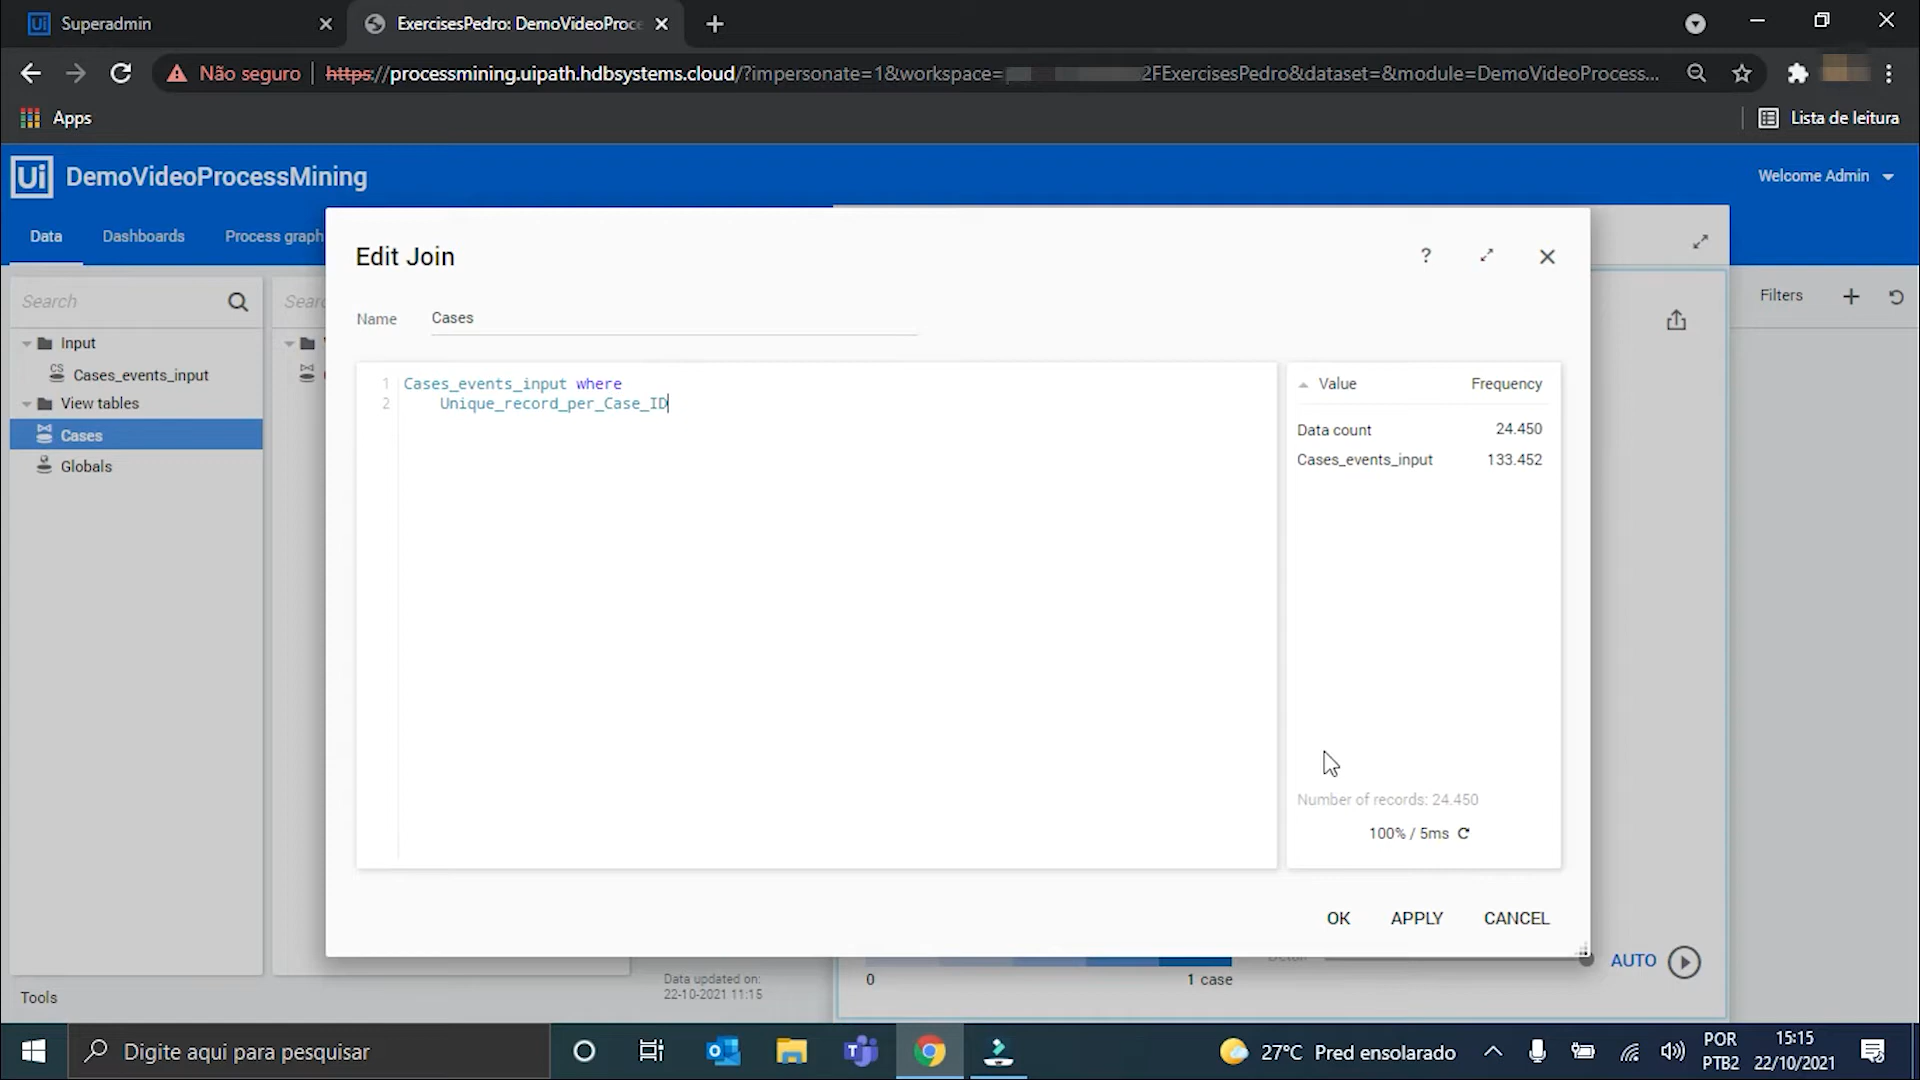 Superadmin
ExercisesPedro: DemoVideoProce
Não seguro
https://processmining.uipath.hdbsystems.cloud/?impersonate=1&workspace=
2FExercisesPedro&dataset=&module=DemoVideoProcess...
Apps
Lista de leitura
Ui DemoVideoProcessMining
Welcome Admin
Data Dashboards Process graph
Edit Join
?
Search
Filters
Name Cases
Input
Cases_events_input
View tables
Cases
Globals
1 Cases_events_input where
2 Unique_record_per_Case_ID
Value Frequency
Data count 24.450
Cases_events_input 133.452
Number of records: 24.450
100% / 5ms
OK APPLY CANCEL
AUTO
Data updated on:
22-10-2021 11:15
0 1 case
Tools
Digite aqui para pesquisar
27°C Pred ensolarado
POR
PTB2
15:15
22/10/2021